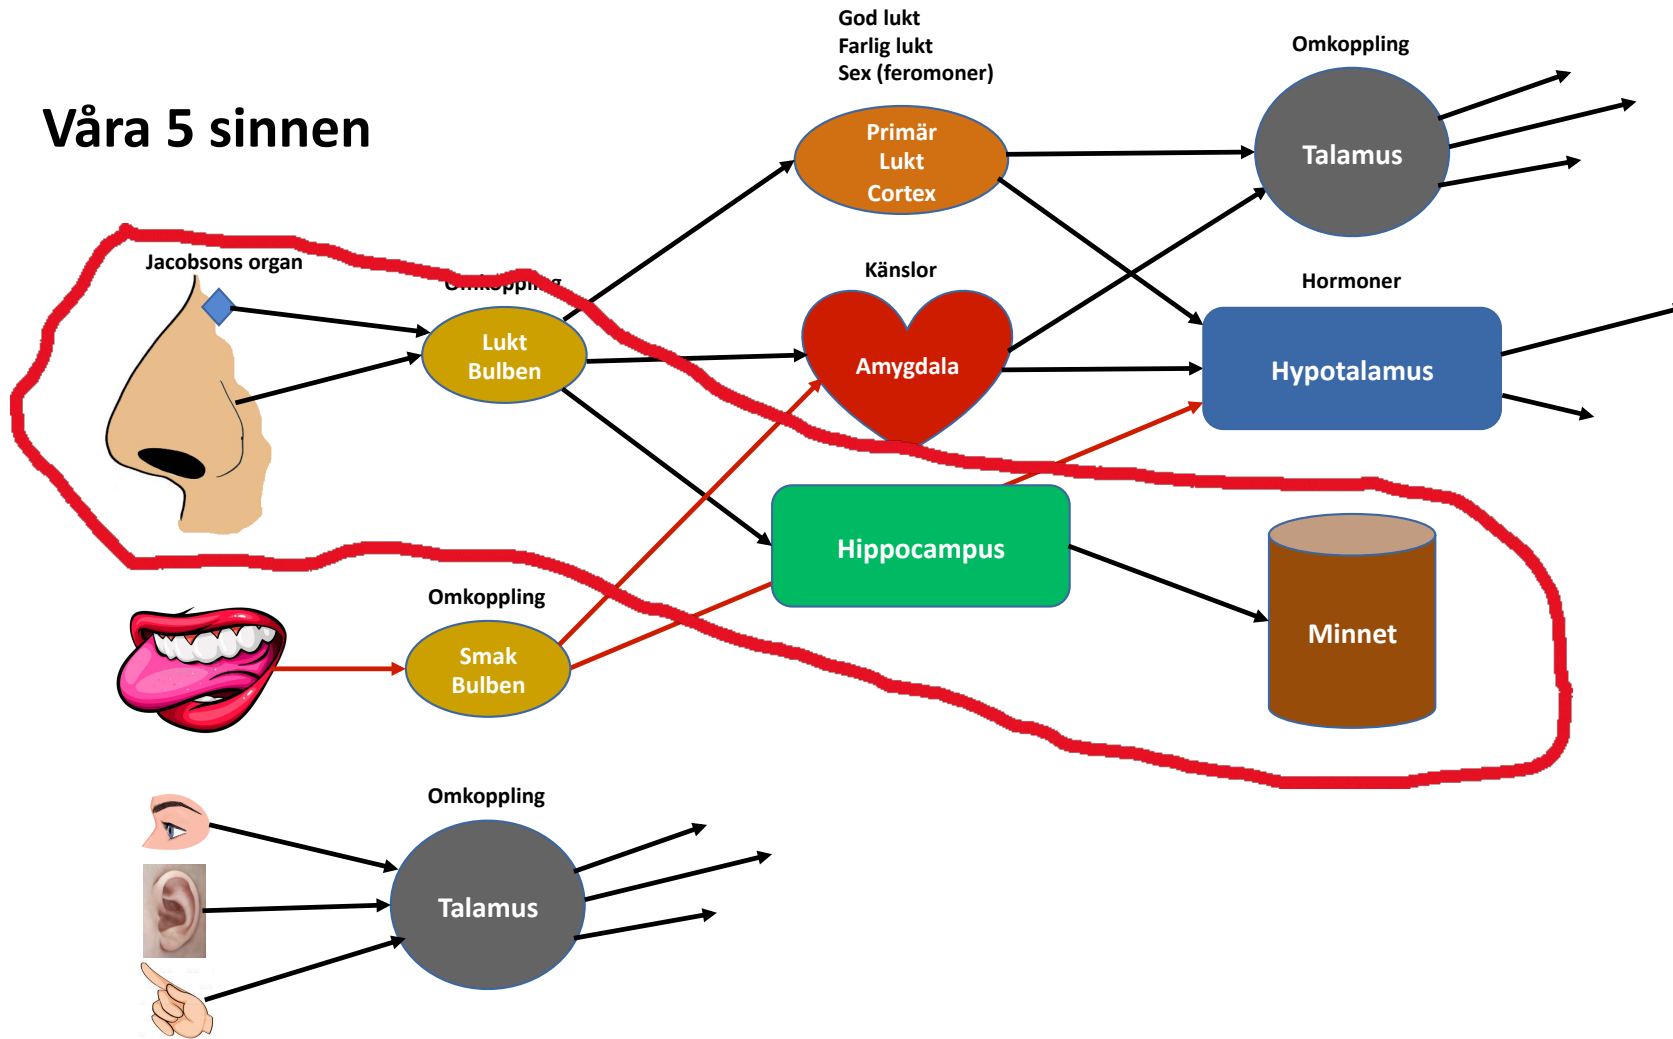 Våra 5 sinnen
God lukt
Farlig lukt
Sex (feromoner)
Omkoppling
Primär
Lukt
Cortex
Talamus
Jacobsons organ
Omkoppling
Känslor
Hormoner
Lukt
Bulben
Amygdala
Hypotalamus
Hippocampus
Minnet
Omkoppling
Smak
Bulben
Omkoppling
Talamus